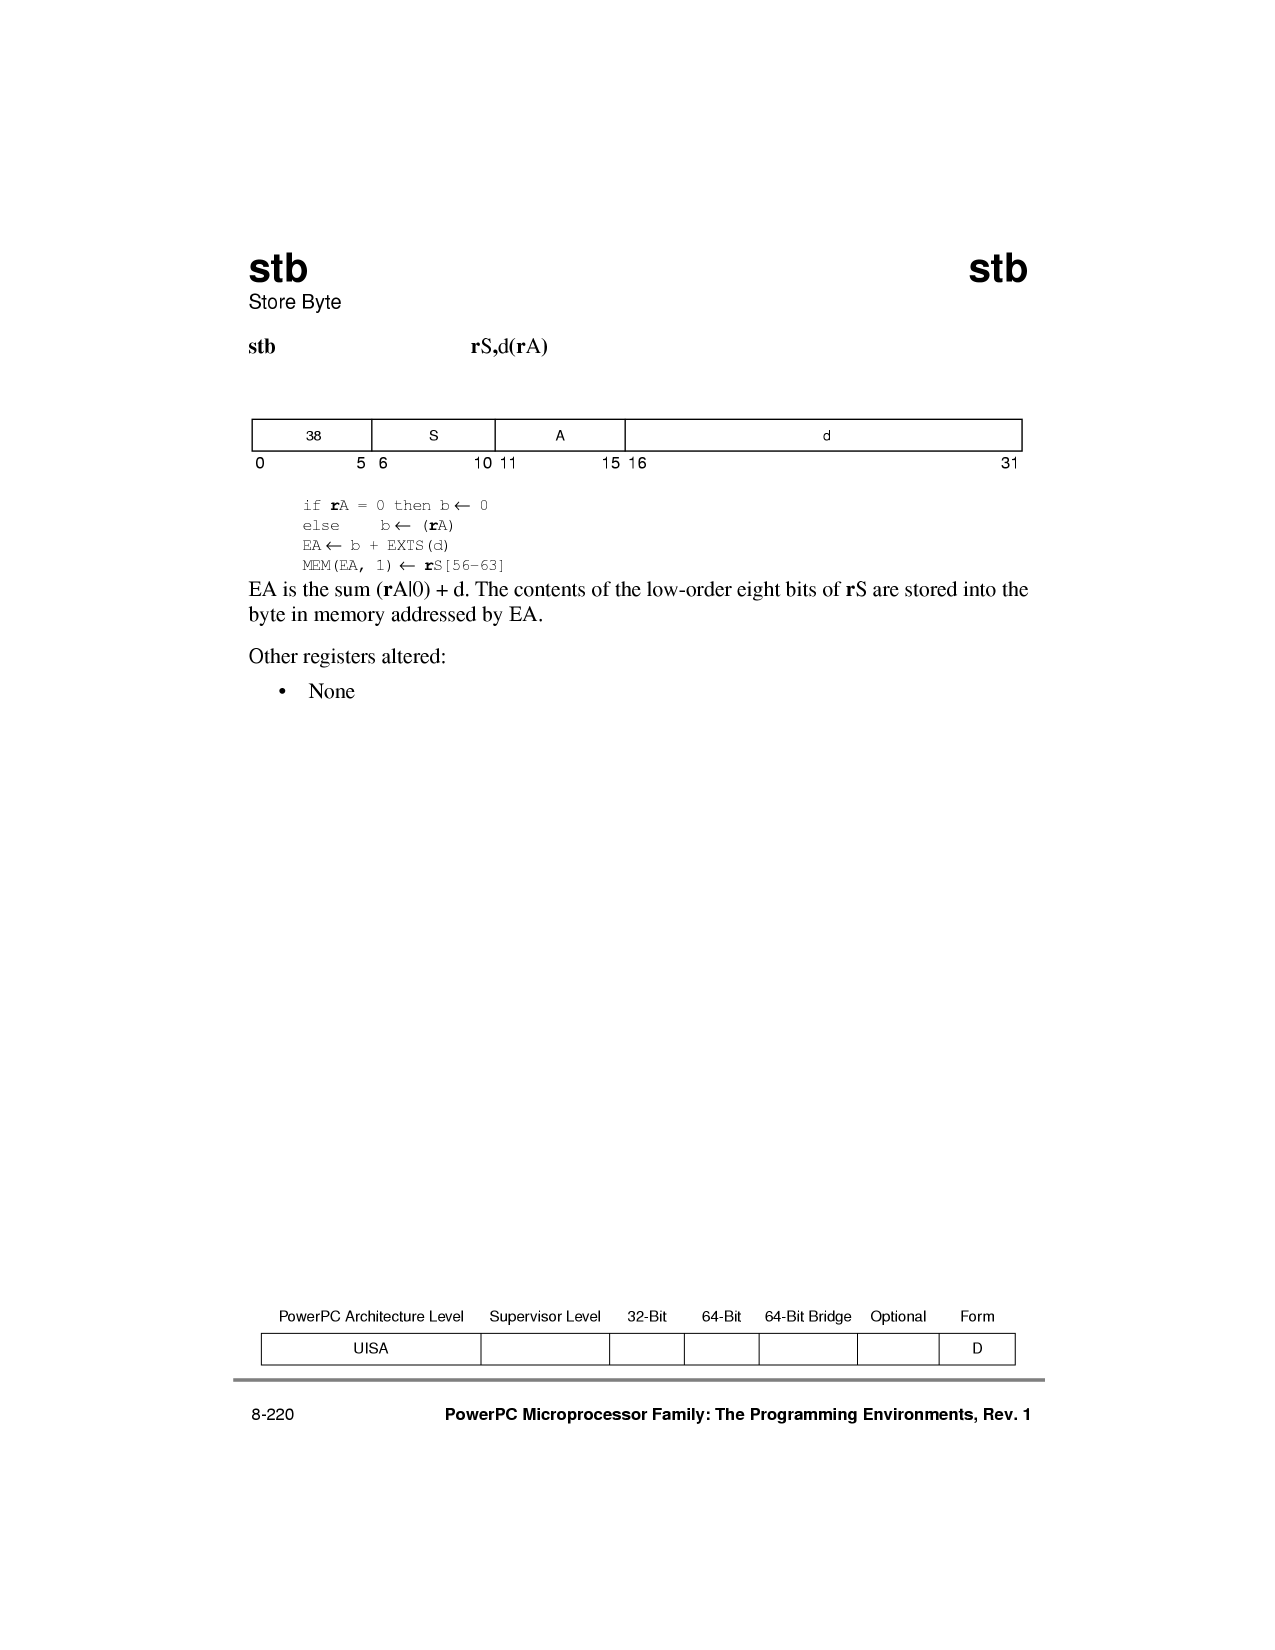 stb stb
Store Byte
stb rS,d(rA)
38 S A d
0 5 6 10 11 15 16 31
if rA = 0 then b ← 0
else b ← (rA)
EA ← b + EXTS(d)
MEM(EA, 1) ← rS[56–63]
EA is the sum (rA|0) + d. The contents of the low-order eight bits of rS are stored into the
byte in memory addressed by EA.
Other registers altered:
• None
PowerPC Architecture Level Supervisor Level 32-Bit 64-Bit 64-Bit Bridge Optional Form
UISA D
8-220 PowerPC Microprocessor Family: The Programming Environments, Rev. 1